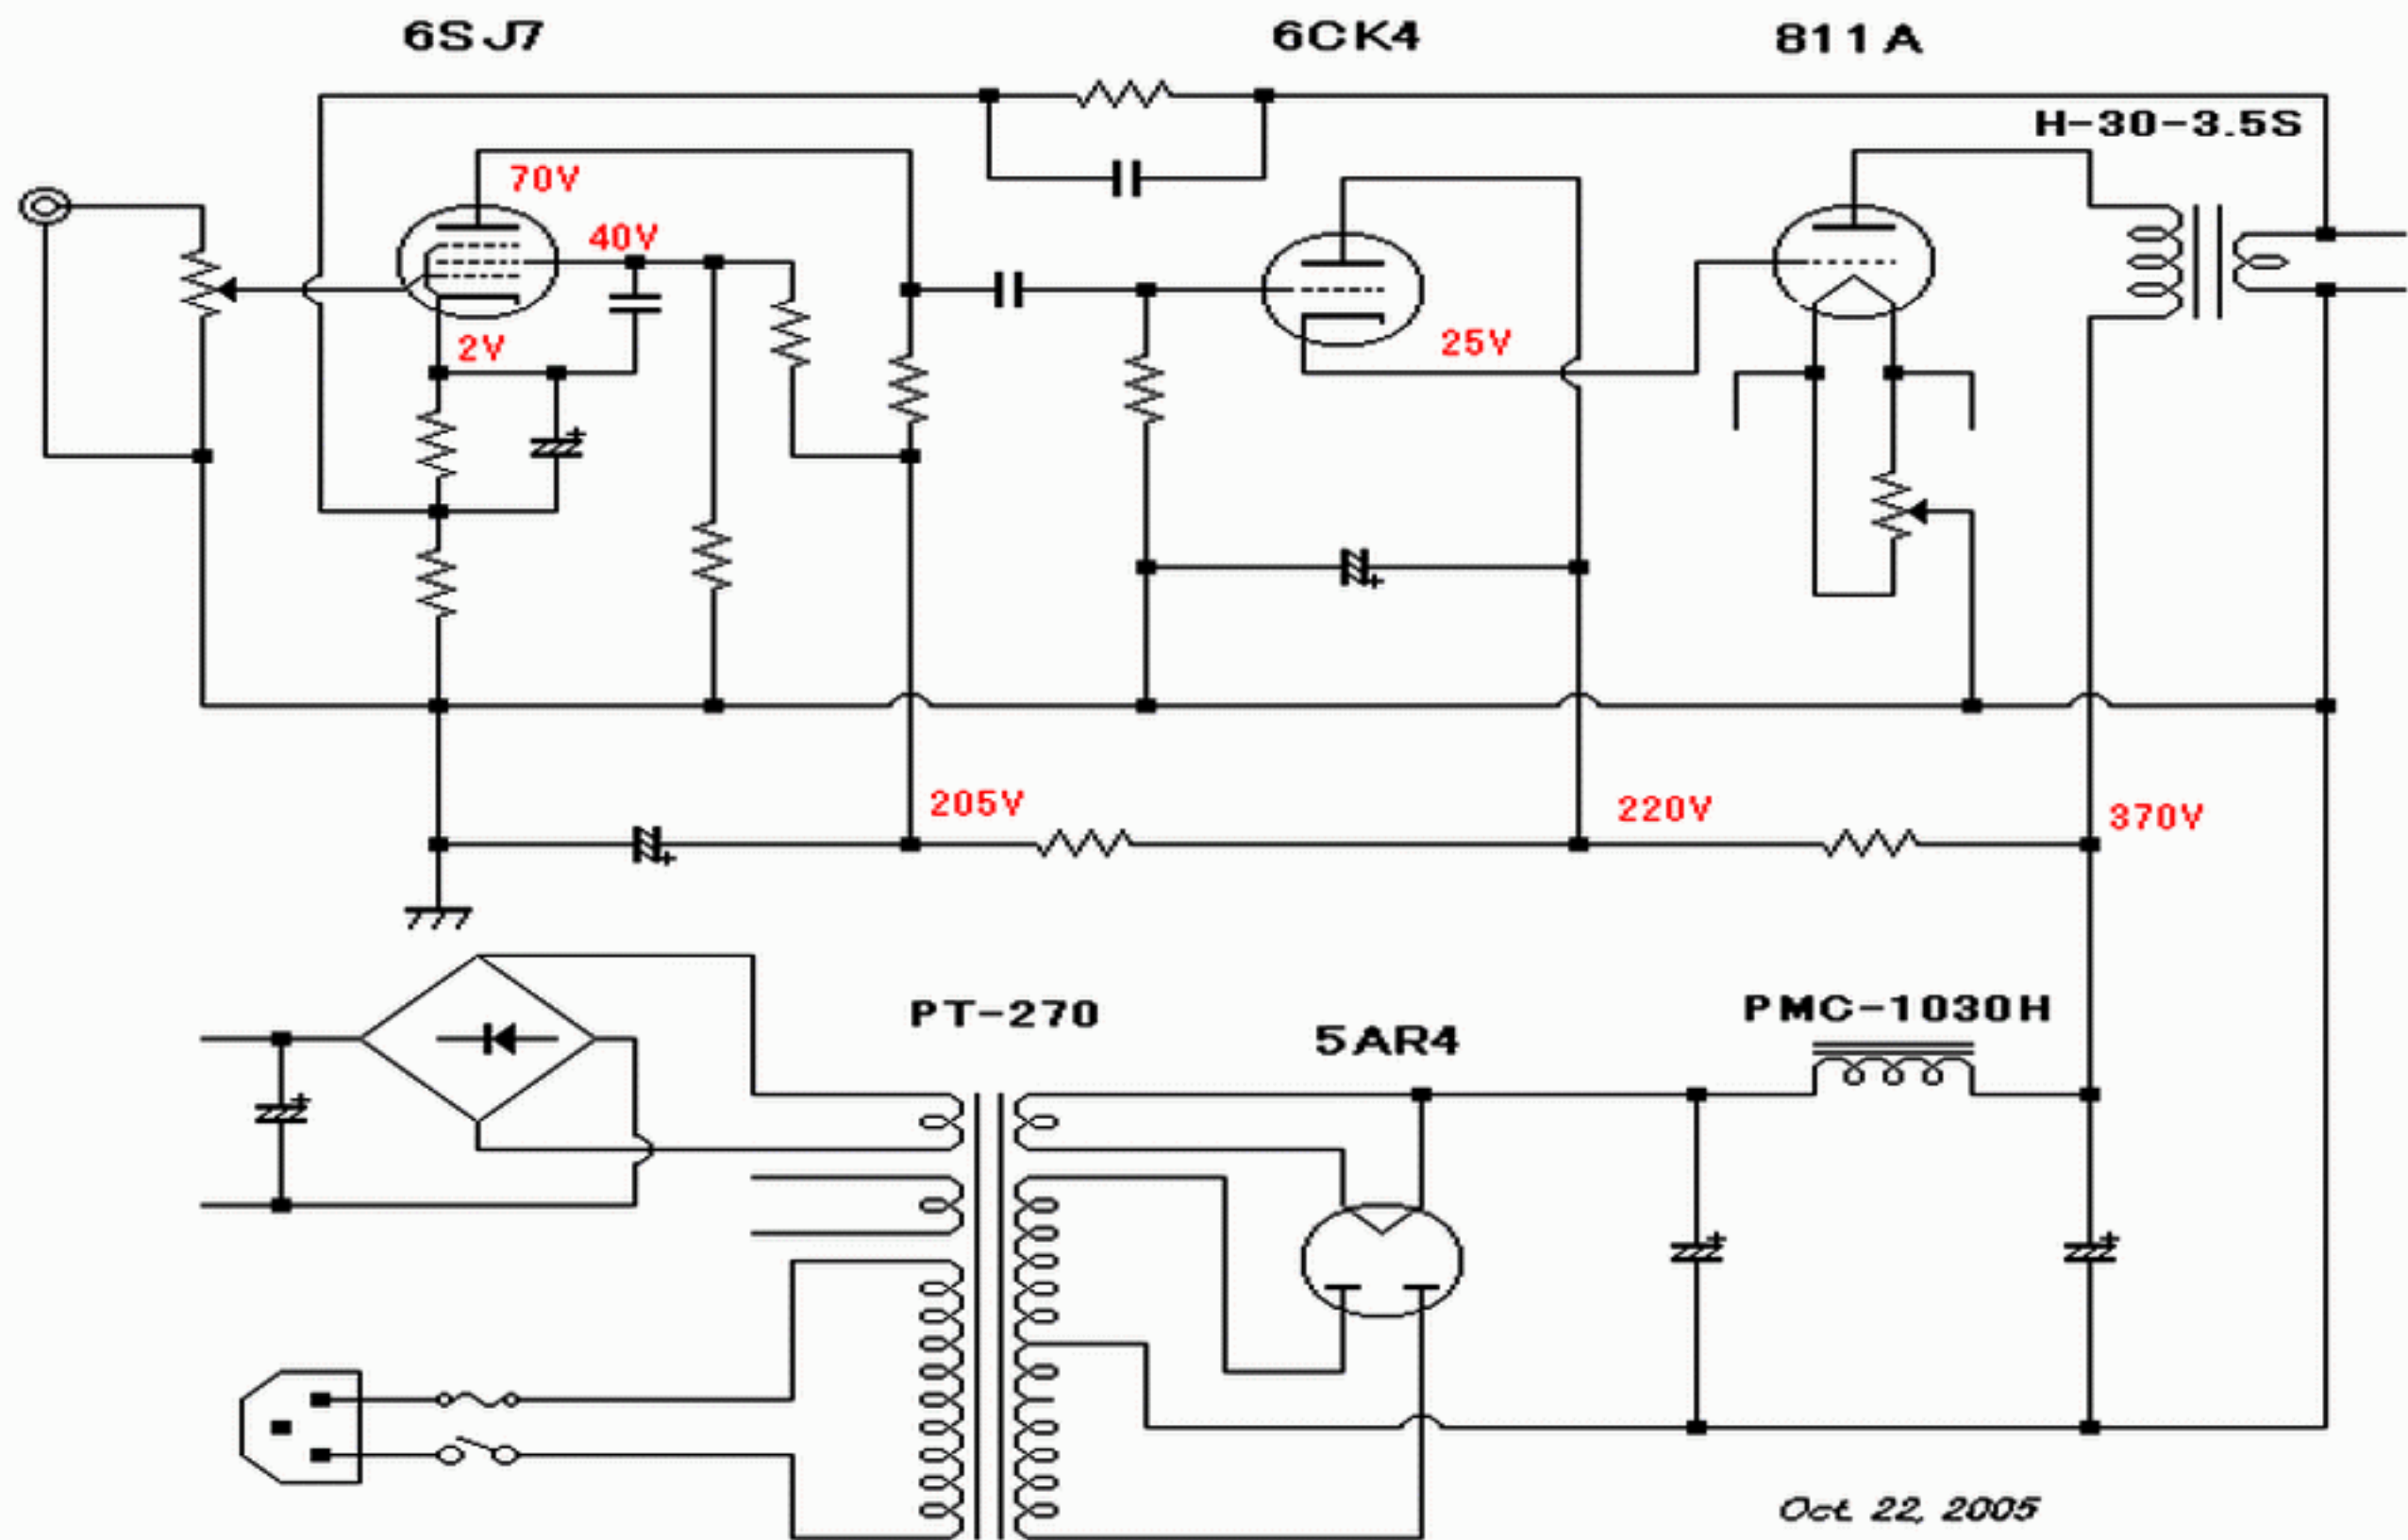 6SJ7
6CK4
811A
H-30-3.5S
70V
40V
2V
25V
205V
220V
370V
PT-270
5AR4
PMC-1030H
Oct 22, 2005